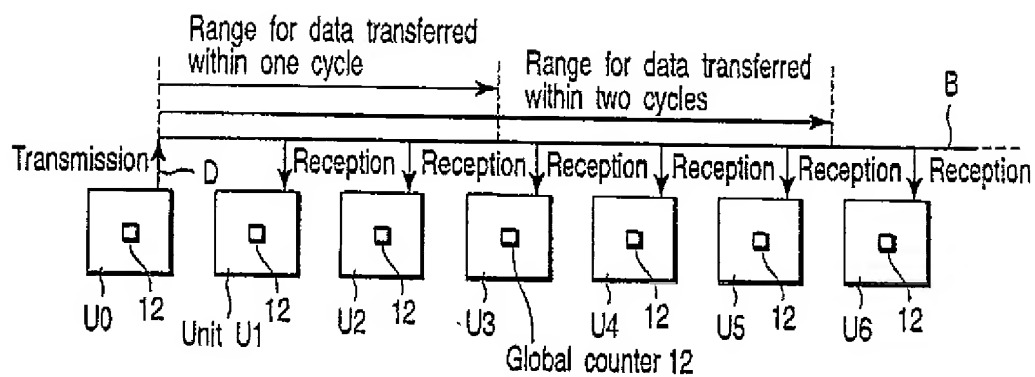 Range for data transferred
within one cycle
Range for data transferred
within two cycles
B
Transmission
D
Reception
Reception
Reception
Reception
Reception
Reception
U0
12
Unit U1
12
U2
12
U3
Global counter 12
U4
12
U5
12
U6
12